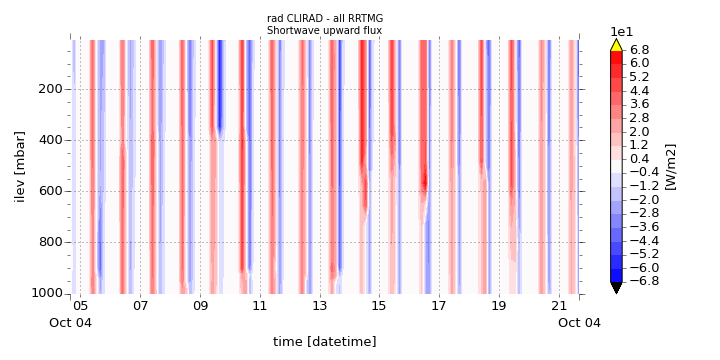 rad CLIRAD - all RRTMG
Shortwave upward flux
1e1
6.8
6.0
5.2
4.4
3.6
2.8
2.0
1.2
0.4
−0.4
−1.2
−2.0
−2.8
−3.6
−4.4
−5.2
−6.0
−6.8
[W/m2]
200
400
600
800
1000
ilev [mbar]
05 07 09 11 13 15 17 19 21
Oct 04 Oct 04
time [datetime]